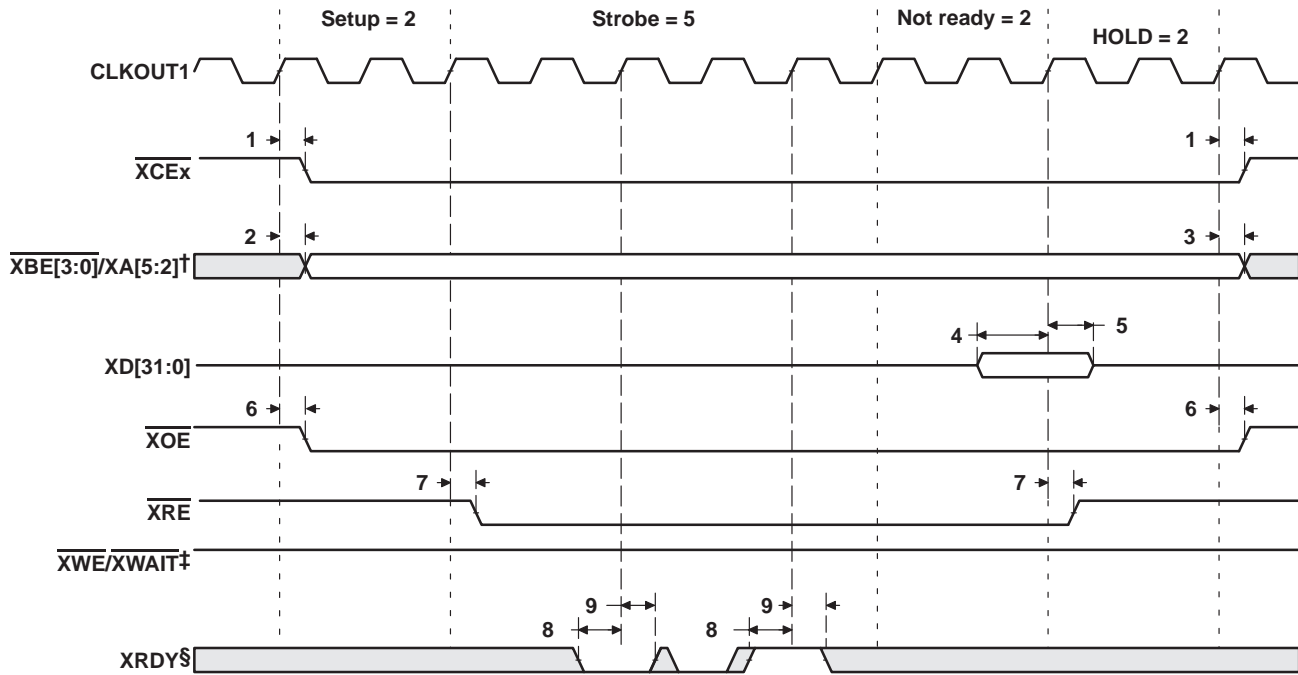 Setup = 2 Strobe = 5 Not ready = 2 HOLD = 2
CLKOUT1
1 1
XCEx
2 3
XBE[3:0]/XA[5:2]†
4 5
XD[31:0]
6 6
XOE
7 7
XRE
XWE/XWAIT‡
9 9
8 8
XRDY§